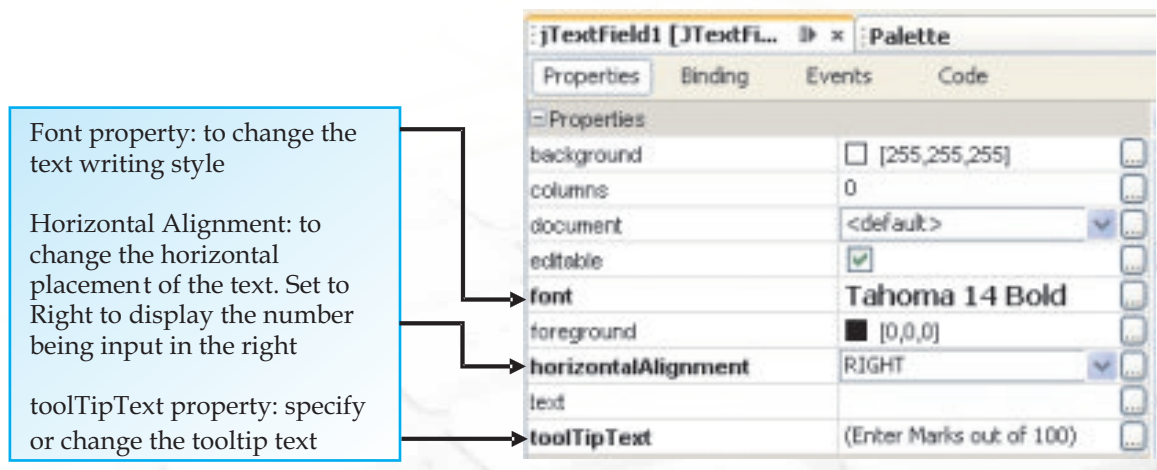 jTextField1 [JTextFi... Palette
Properties Binding Events Code
Properties
background [255,255,255] ...
columns 0 ...
document <default> ...
editable ...
font Tahoma 14 Bold ...
foreground [0,0,0] ...
horizontalAlignment RIGHT ...
text ...
toolTipText (Enter Marks out of 100) ...
Font property: to change the
text writing style
Horizontal Alignment: to
change the horizontal
placement of the text. Set to
Right to display the number
being input in the right
toolTipText property: specify
or change the tooltip text